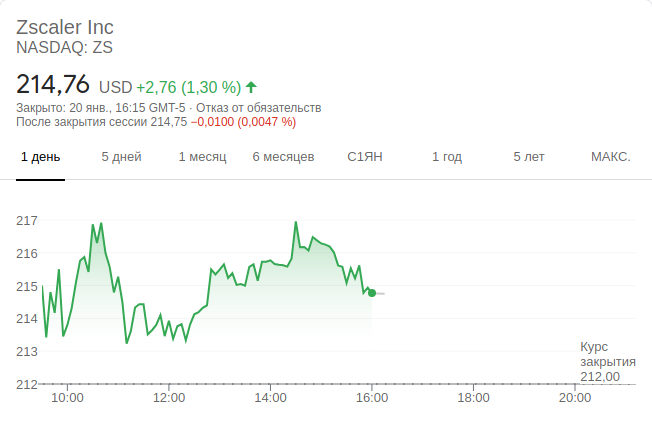 Zscaler Inc
NASDAQ: ZS
214,76 USD +2,76 (1,30 %)
Закрыто: 20 янв., 16:15 GMT-5 · Отказ от обязательств
После закрытия сессии 214,75 −0,0100 (0,0047 %)
1 день 5 дней 1 месяц 6 месяцев С1ЯН 1 год 5 лет МАКС.
217
216
215
214
213
212
Курс
закрытия
212,00
10:00 12:00 14:00 16:00 18:00 20:00